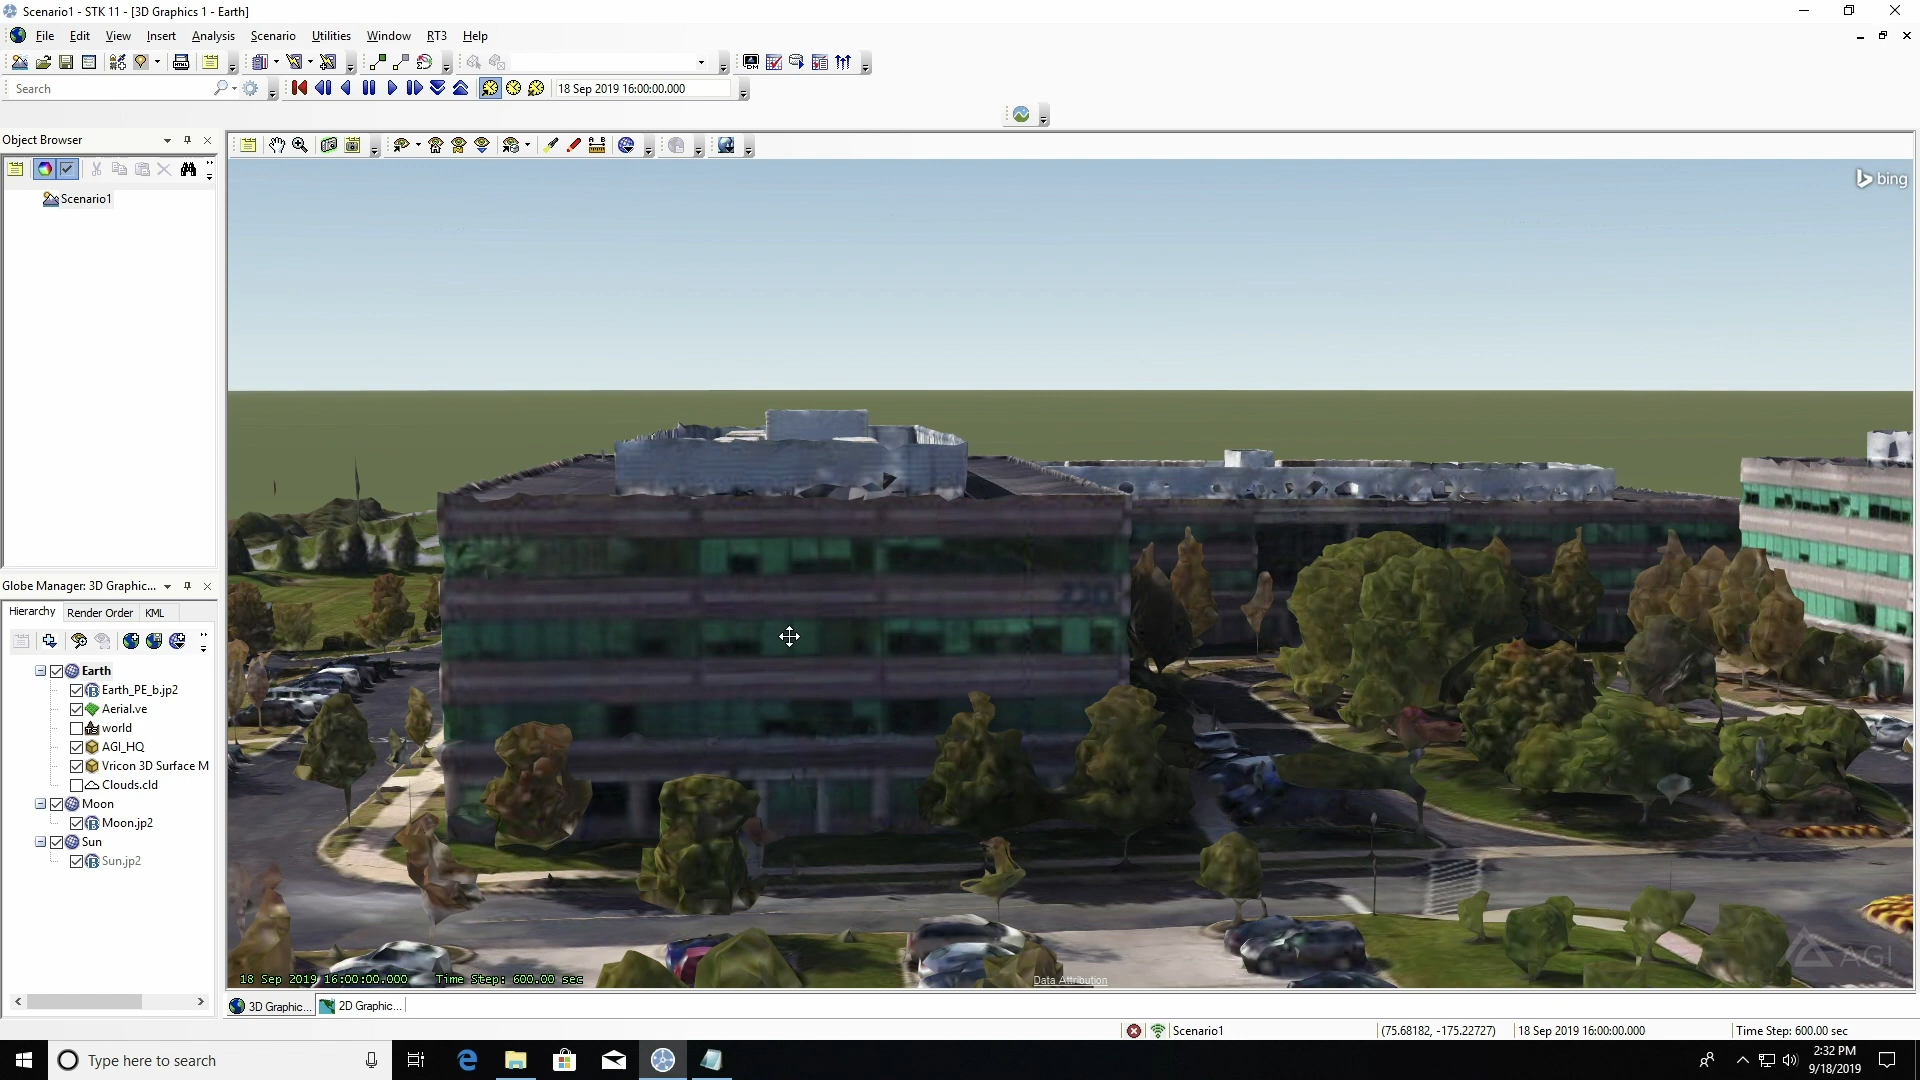 Scenario1 - STK 11 - [3D Graphics 1 - Earth]
File Edit View Insert Analysis Scenario Utilities Window RT3 Help
Search
18 Sep 2019 16:00:00.000
Object Browser
Scenario1
bing
Globe Manager: 3D Graphic...
Hierarchy Render Order KML
Earth
Earth_PE_b.jp2
Aerial.ve
world
AGI_HQ
Vricon 3D Surface M
Clouds.cld
Moon
Moon.jp2
Sun
Sun.jp2
220
AGI
18 Sep 2019 16:00:00.000 Time Step: 600.00 sec
Data Attribution
3D Graphic... 2D Graphic...
Scenario1 (75.68182, -175.22727) 18 Sep 2019 16:00:00.000 Time Step: 600.00 sec
Type here to search
2:32 PM
9/18/2019